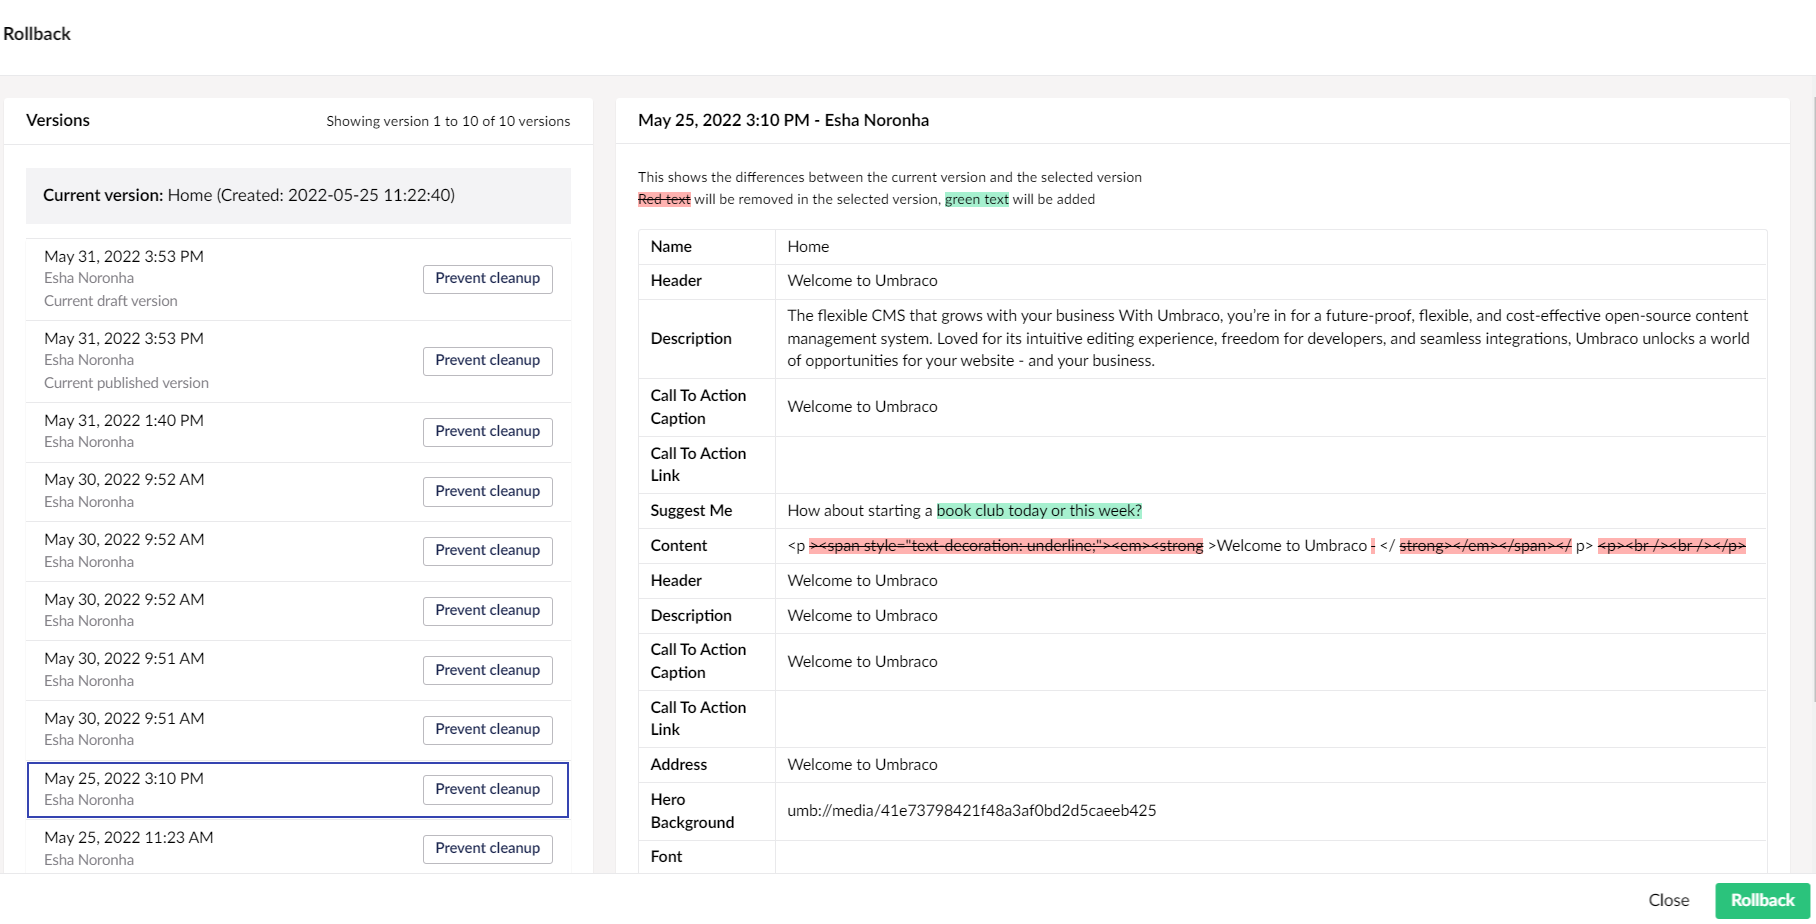 Rollback
Versions
Showing version 1 to 10 of 10 versions
Current version: Home (Created: 2022-05-25 11:22:40)
May 31, 2022 3:53 PM
Esha Noronha
Current draft version
Prevent cleanup
May 31, 2022 3:53 PM
Esha Noronha
Current published version
Prevent cleanup
May 31, 2022 1:40 PM
Esha Noronha
Prevent cleanup
May 30, 2022 9:52 AM
Esha Noronha
Prevent cleanup
May 30, 2022 9:52 AM
Esha Noronha
Prevent cleanup
May 30, 2022 9:52 AM
Esha Noronha
Prevent cleanup
May 30, 2022 9:51 AM
Esha Noronha
Prevent cleanup
May 30, 2022 9:51 AM
Esha Noronha
Prevent cleanup
May 25, 2022 3:10 PM
Esha Noronha
Prevent cleanup
May 25, 2022 11:23 AM
Esha Noronha
Prevent cleanup
May 25, 2022 3:10 PM - Esha Noronha
This shows the differences between the current version and the selected version
Red text will be removed in the selected version, green text will be added
Name
Home
Header
Welcome to Umbraco
Description
The flexible CMS that grows with your business With Umbraco, you're in for a future-proof, flexible, and cost-effective open-source content
management system. Loved for its intuitive editing experience, freedom for developers, and seamless integrations, Umbraco unlocks a world
of opportunities for your website - and your business.
Call To Action
Caption
Welcome to Umbraco
Call To Action
Link
Suggest Me
How about starting a book club today or this week?
Content
<p ><span style="text-decoration: underline;"><em><strong >Welcome to Umbraco - </ strong></em></span></ p> <p><br /><br /></p>
Header
Welcome to Umbraco
Description
Welcome to Umbraco
Call To Action
Caption
Welcome to Umbraco
Call To Action
Link
Address
Welcome to Umbraco
Hero
Background
umb://media/41e73798421f48a3af0bd2d5caeeb425
Font
Close
Rollback